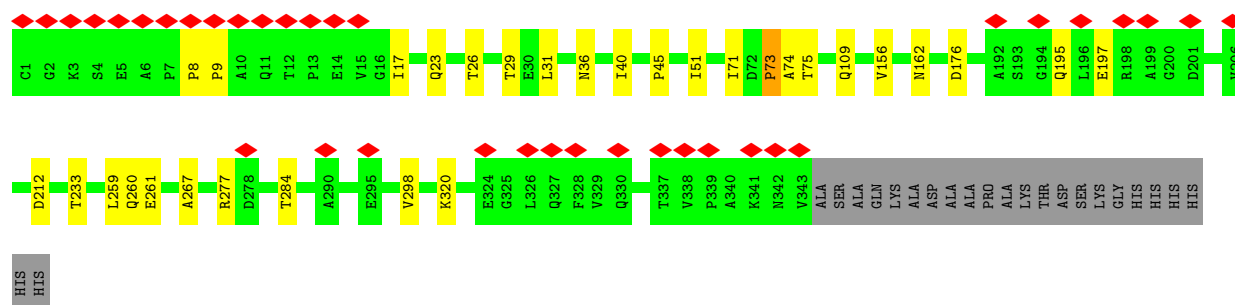 C1 G2 K3 S4 E5 A6 P7 P8 P9 A10 Q11 T12 P13 E14 V15 G16 I17 Q23 T26 T29 E30 L31 N36 I40 P45 I51 I71 D72 P73 A74 T75 Q109 V156 N162 D176 A192 S193 G194 Q195 L196 E197 R198 A199 G200 D201
D212 T233 L259 Q260 E261 A267 R277 D278 T284 A290 E295 V298 K320 E324 G325 L326 Q327 F328 V329 Q330 T337 V338 P339 A340 K341 N342 V343 ALA SER ALA GLN LYS ALA ASP ALA ALA PRO ALA LYS THR ASP SER LYS GLY HIS HIS HIS HIS
HIS HIS